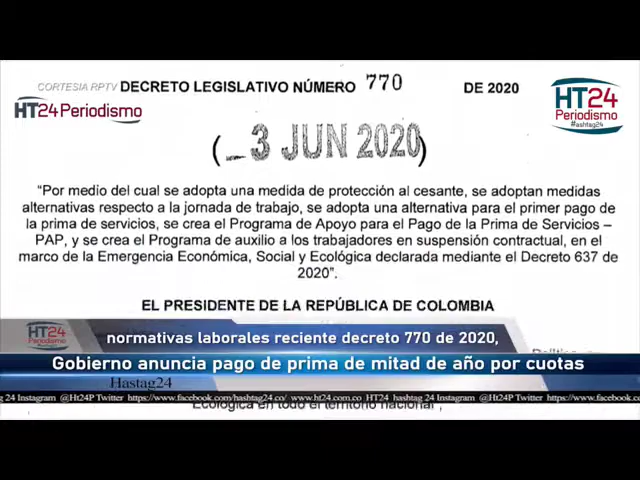 CORTESIA RPTV
DECRETO LEGISLATIVO NÚMERO 770 DE 2020
HT24 Periodismo
HT24
Periodismo
#ashtag24
( 3 JUN 2020)
“Por medio del cual se adopta una medida de protección al cesante, se adoptan medidas
alternativas respecto a la jornada de trabajo, se adopta una alternativa para el primer pago de
la prima de servicios, se crea el Programa de Apoyo para el Pago de la Prima de Servicios –
PAP, y se crea el Programa de auxilio a los trabajadores en suspensión contractual, en el
marco de la Emergencia Económica, Social y Ecológica declarada mediante el Decreto 637 de
2020”.
EL PRESIDENTE DE LA REPÚBLICA DE COLOMBIA
HT24
Periodismo
normativas laborales reciente decreto 770 de 2020,
Gobierno anuncia pago de prima de mitad de año por cuotas
Hastag24
ag 24 Instagram @Ht24P Twitter https://www.facebook.com/hashtag24.co/ www.ht24.com.co HT24 hashtag 24 Instagram @Ht24P Twitter https://www.facebook.co
Ecológica en todo el territorio nacional ,